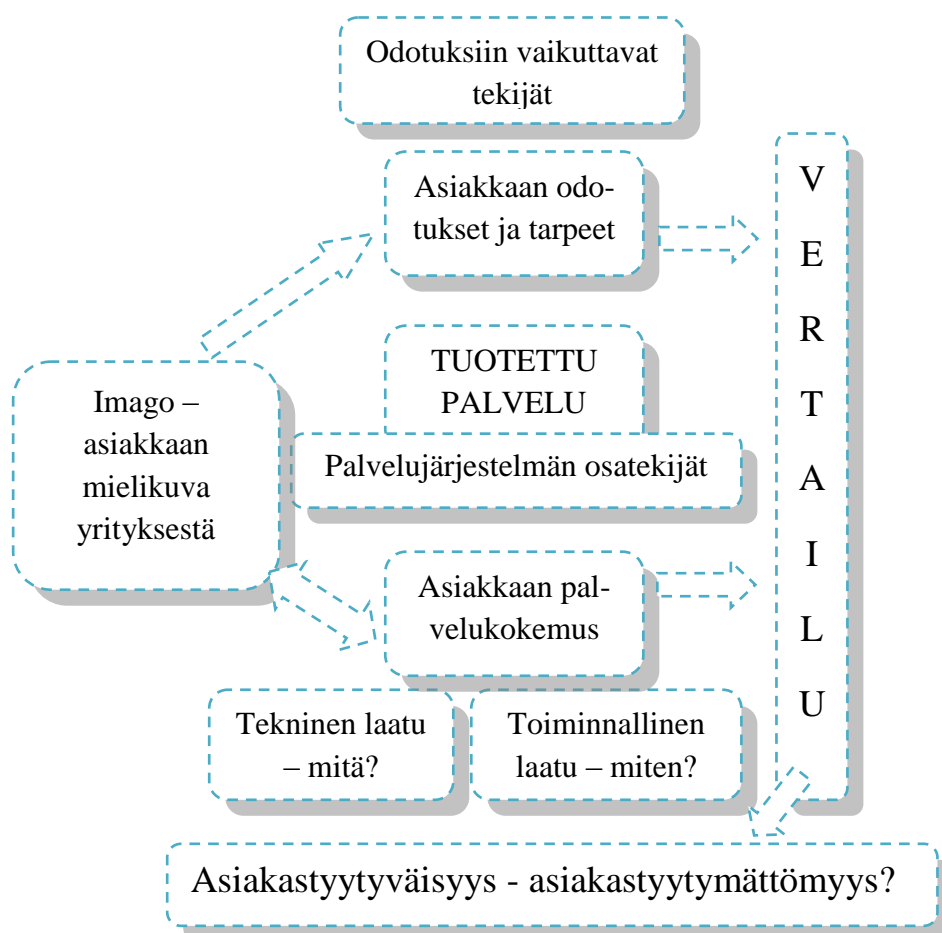 Odotuksiin vaikuttavat
tekijät
Asiakkaan odo-
tukset ja tarpeet
TUOTETTU
PALVELU
Palvelujärjestelmän osatekijät
Imago –
asiakkaan
mielikuva
yrityksestä
Asiakkaan pal-
velukokemus
Tekninen laatu
– mitä?
Toiminnallinen
laatu – miten?
V
E
R
T
A
I
L
U
Asiakastyytyväisyys - asiakastyytymättömyys?